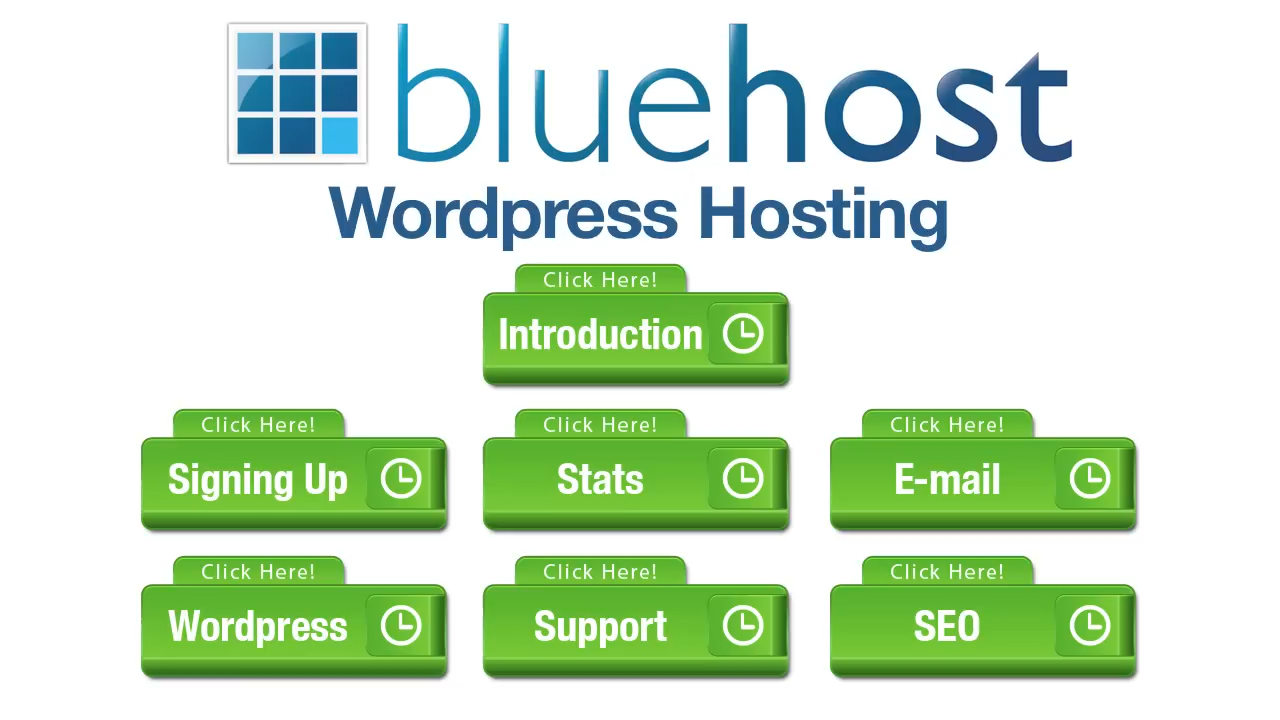 bluehost
Wordpress Hosting
Click Here!
Introduction
Click Here!
Signing Up
Click Here!
Stats
Click Here!
E-mail
Click Here!
Wordpress
Click Here!
Support
Click Here!
SEO